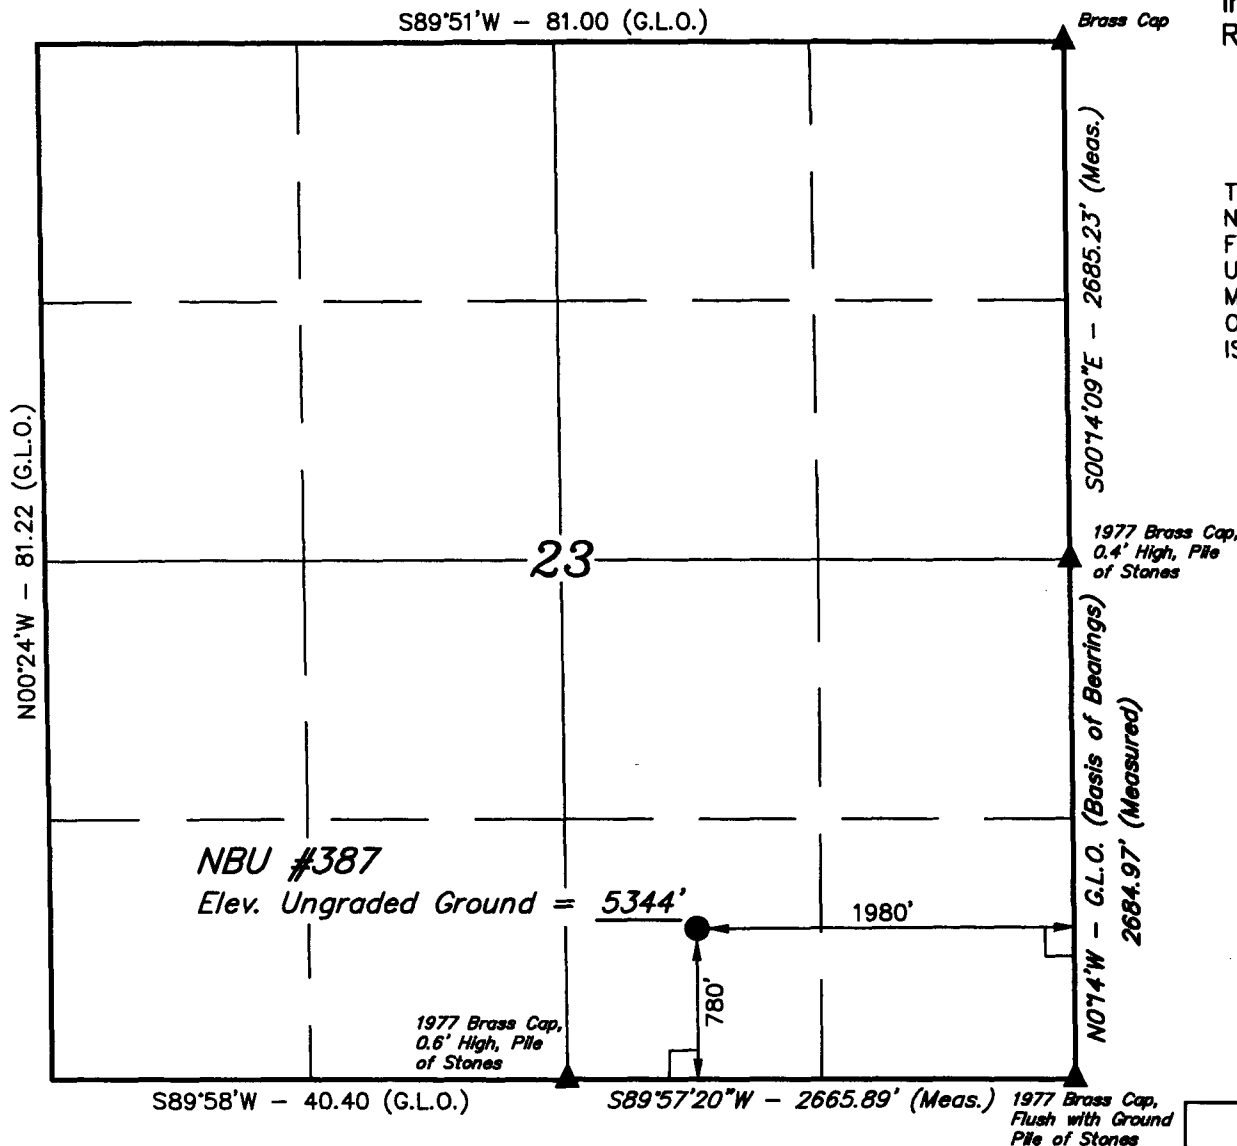 S89°51'W – 81.00 (G.L.O.)
Brass Cap
In
R
S00°14'09"E – 2685.23' (Meas.)
T
N
F
U
M
O
IS
N00°24'W – 81.22 (G.L.O.)
1977 Brass Cap,
0.4' High, Pile
of Stones
23
N0°14'W – G.L.O. (Basis of Bearings)
2684.97' (Measured)
NBU #387
Elev. Ungraded Ground = 5344'
1980'
780'
1977 Brass Cap,
0.6' High, Pile
of Stones
S89°58'W – 40.40 (G.L.O.)
S89°57'20"W – 2665.89' (Meas.)
1977 Brass Cap,
Flush with Ground
Pile of Stones